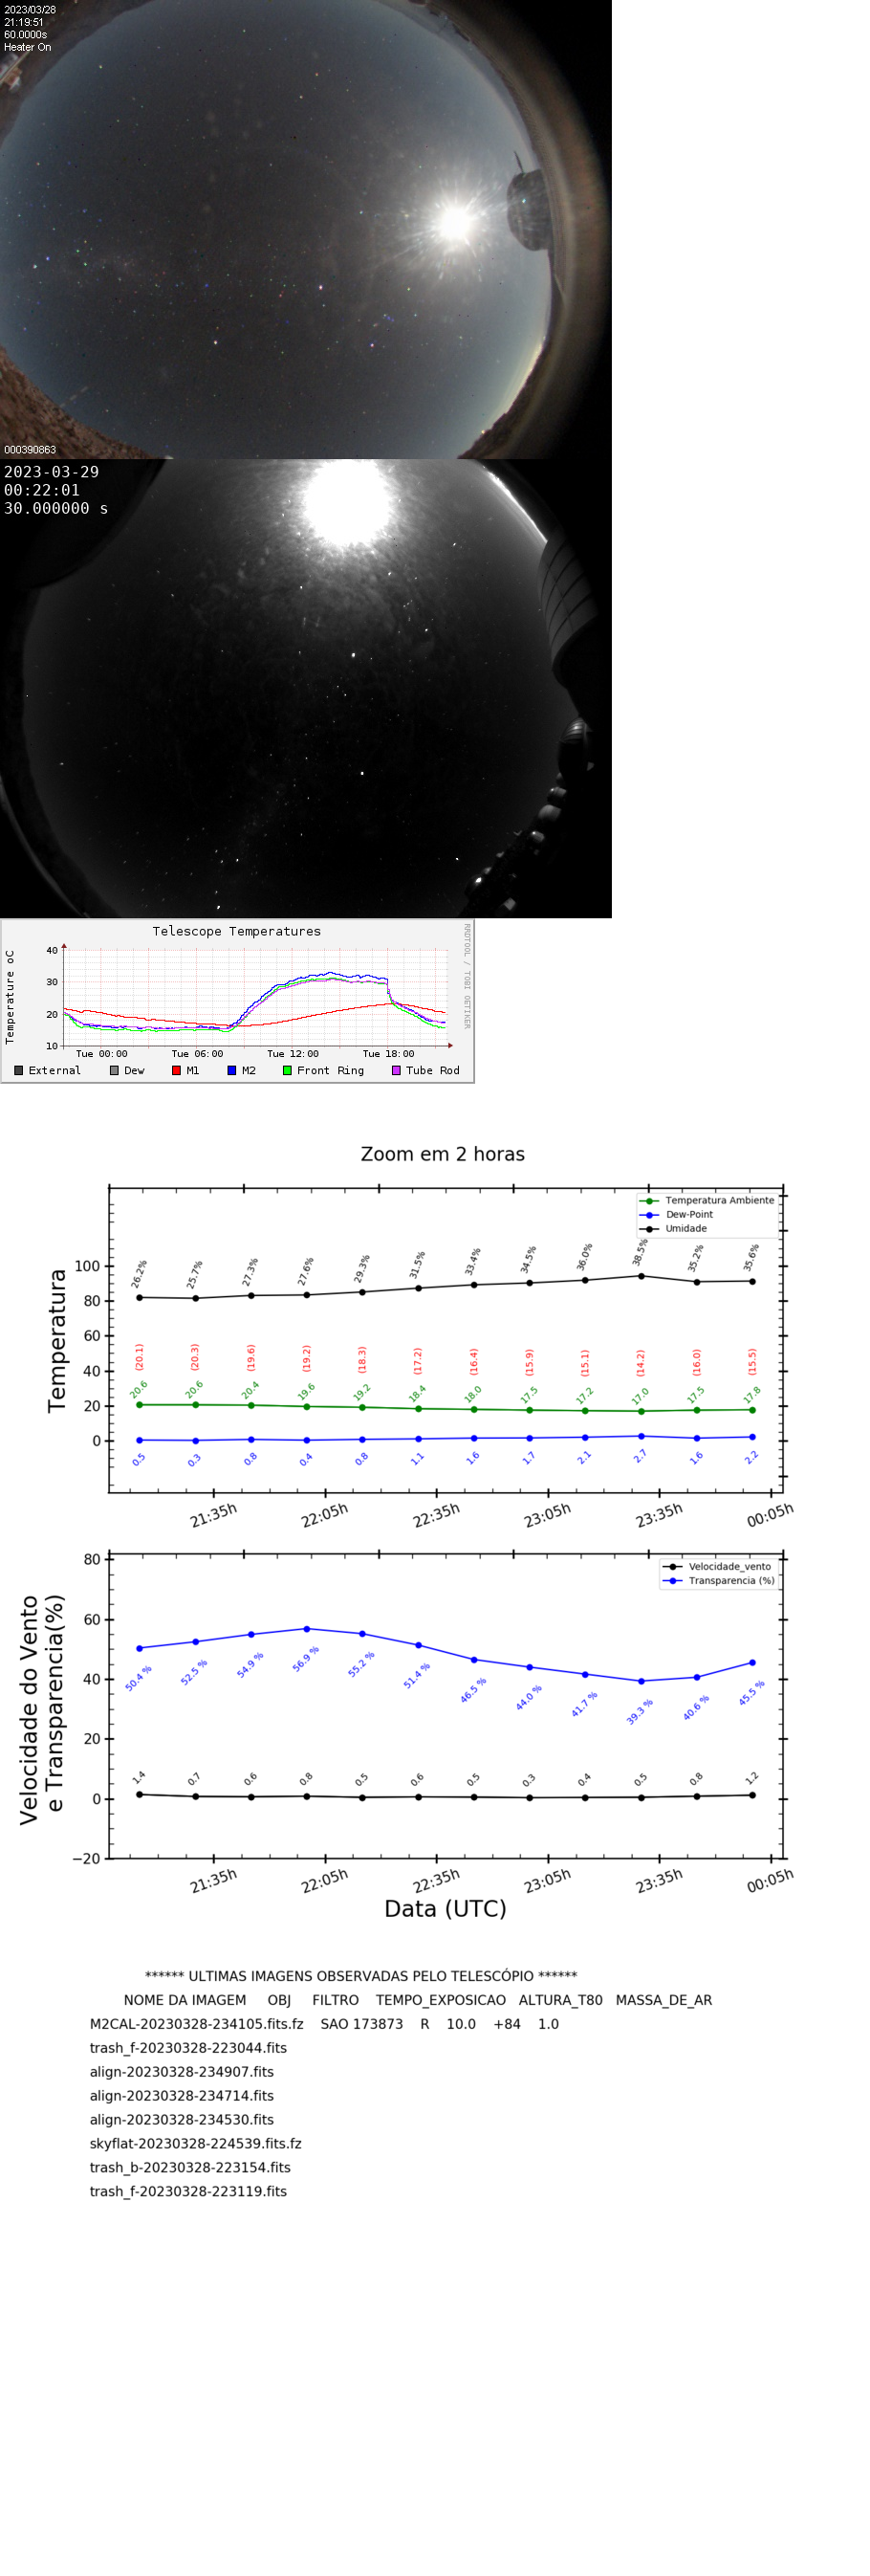 2023/03/28
21:19:51
60.0000s
Heater On
000390863
2023-03-29
00:22:01
30.000000 s
Telescope Temperatures
RRDTOOL / TOBI OETIKER
Temperature oC
40
30
20
10
Tue 00:00 Tue 06:00 Tue 12:00 Tue 18:00
External Dew M1 M2 Front Ring Tube Rod
Zoom em 2 horas
Temperatura Ambiente
Dew-Point
Umidade
Temperatura
100
80
60
40
20
0
26.2% 25.7% 27.3% 27.6% 29.3% 31.5% 33.4% 34.5% 36.0% 38.5% 35.2% 35.6%
(20.1) (20.3) (19.6) (19.2) (18.3) (17.2) (16.4) (15.9) (15.1) (14.2) (16.0) (15.5)
20.6 20.6 20.4 19.6 19.2 18.4 18.0 17.5 17.2 17.0 17.5 17.8
0.5 0.3 0.8 0.4 0.8 1.1 1.6 1.7 2.1 2.7 1.6 2.2
21:35h 22:05h 22:35h 23:05h 23:35h 00:05h
Velocidade_vento
Transparencia (%)
Velocidade do Vento
e Transparencia(%)
80
60
40
20
0
−20
50.4 % 52.5 % 54.9 % 56.9 % 55.2 % 51.4 % 46.5 % 44.0 % 41.7 % 39.3 % 40.6 % 45.5 %
1.4 0.7 0.6 0.8 0.5 0.6 0.5 0.3 0.4 0.5 0.8 1.2
21:35h 22:05h 22:35h 23:05h 23:35h 00:05h
Data (UTC)
****** ULTIMAS IMAGENS OBSERVADAS PELO TELESCÓPIO ******
NOME DA IMAGEM OBJ FILTRO TEMPO_EXPOSICAO ALTURA_T80 MASSA_DE_AR
M2CAL-20230328-234105.fits.fz SAO 173873 R 10.0 +84 1.0
trash_f-20230328-223044.fits
align-20230328-234907.fits
align-20230328-234714.fits
align-20230328-234530.fits
skyflat-20230328-224539.fits.fz
trash_b-20230328-223154.fits
trash_f-20230328-223119.fits